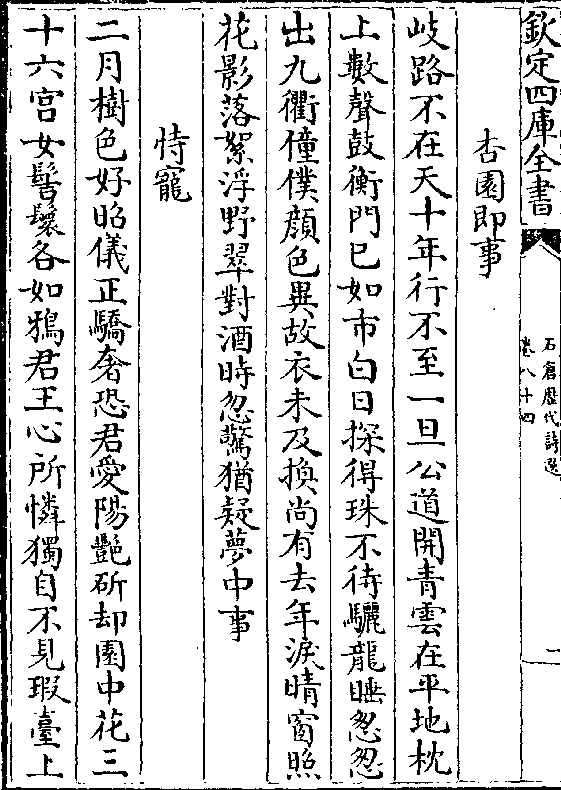 欽定四庫全書
石倉歷代詩選
卷八十四
二
杏園即事
岐路不在天十年行不至一旦公道開青雲在平地枕
上數聲鼓衡門已如市白日探得珠不待驪龍睡忽忽
出九衢僮僕顔色異故衣未及換尚有去年淚晴窗照
花影落絮浮野翠對酒時忽驚猶疑夢中事
恃寵
二月樹色好昭儀正驕奢恐君愛陽艶斫却園中花三
十六宫女髻鬟各如鴉君王心所憐獨自不見瑕臺上